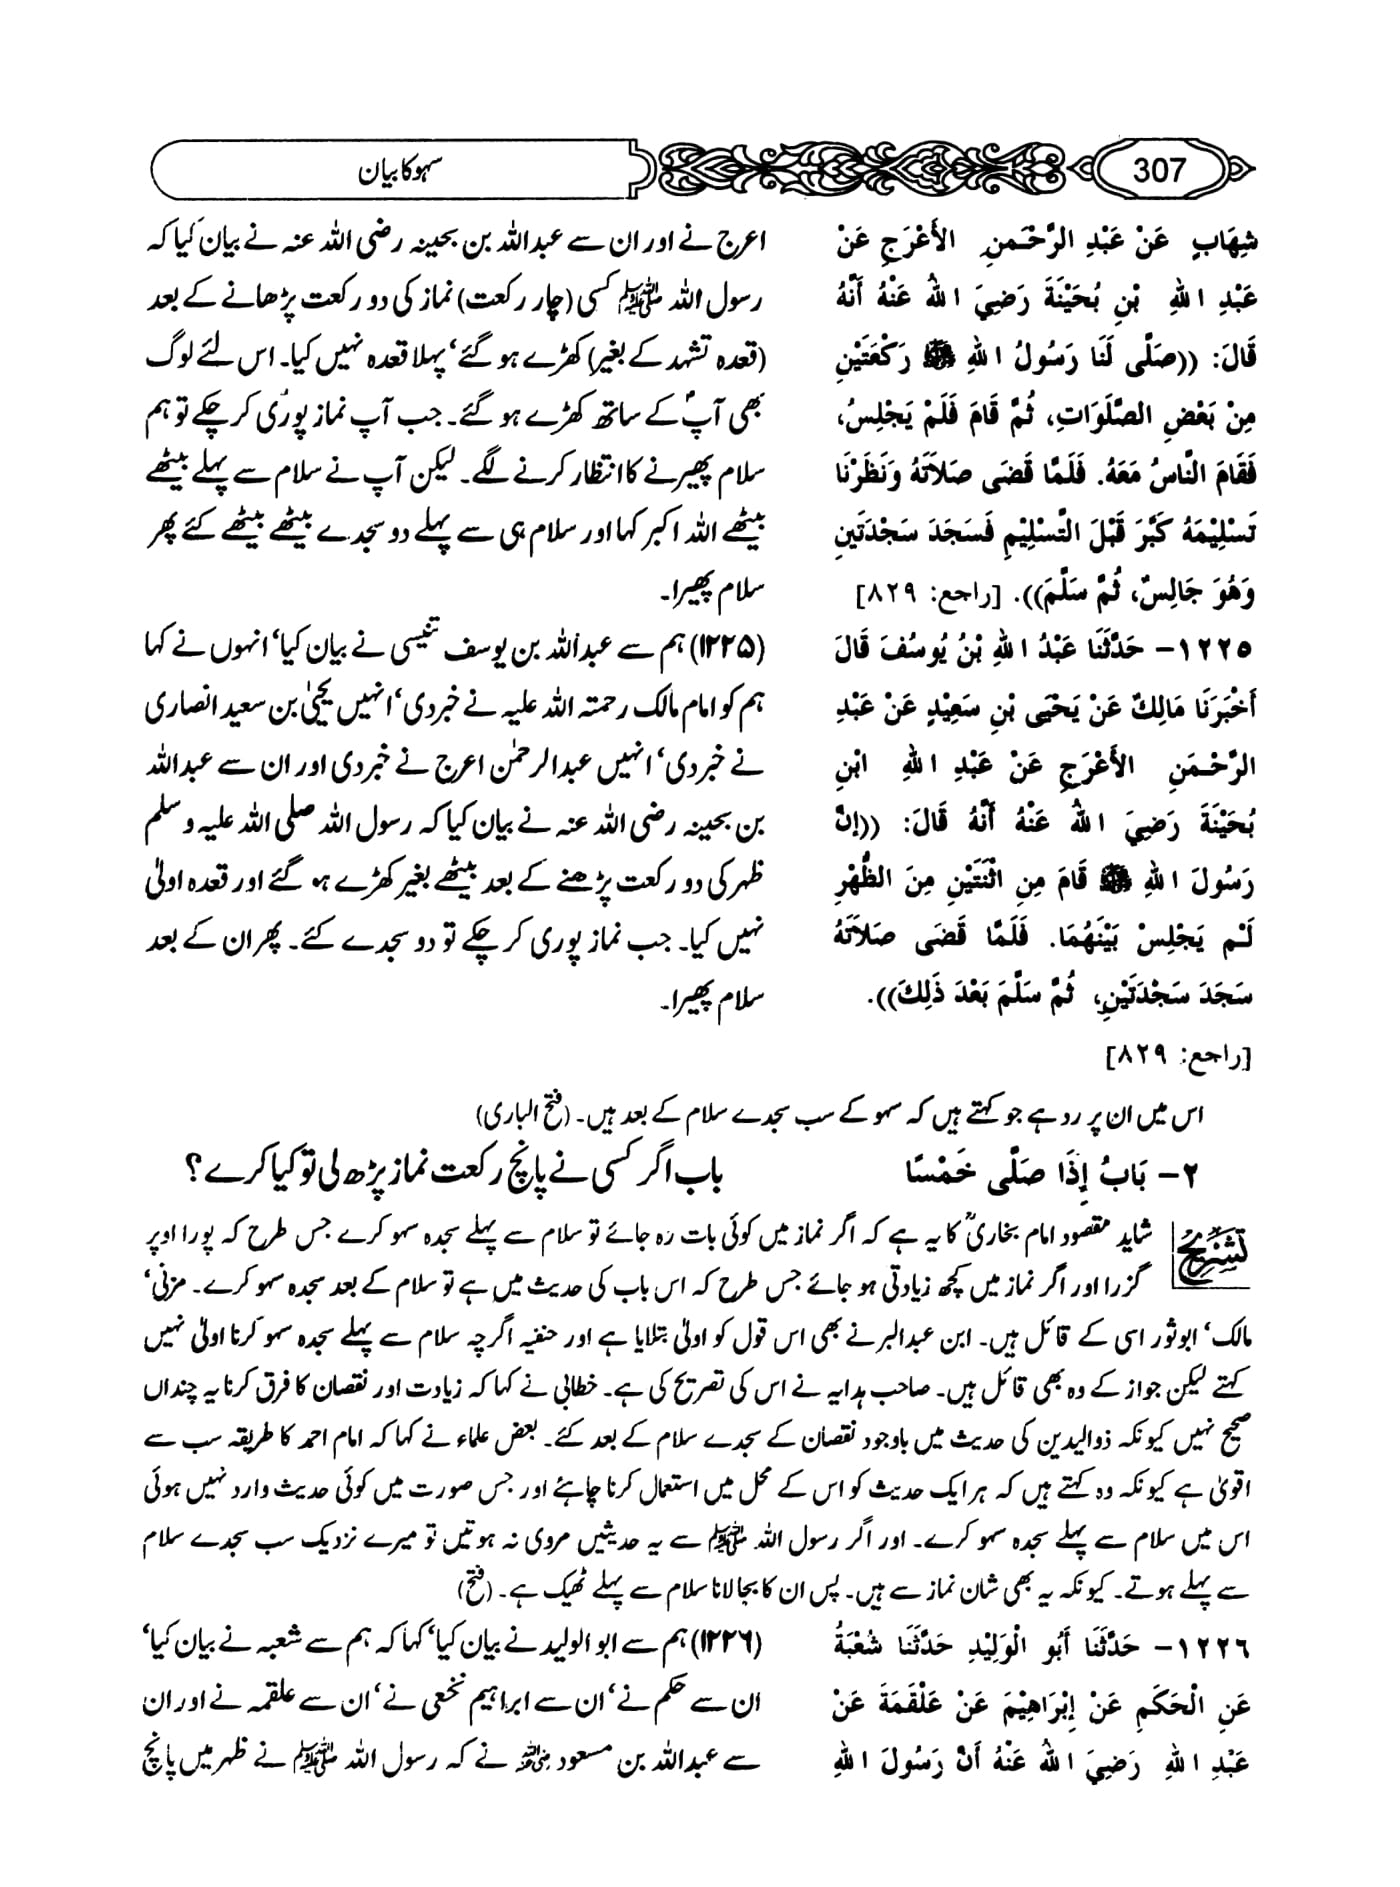 307
سہو کا بیان
شِهَابٍ عَنْ عَبْدِ الرَّحْمنِ الأَعْرَجِ عَنْ
عَبْدِ اللهِ بْنِ بُحَيْنَةَ رَضِيَ اللهُ عَنْهُ أَنَّهُ
قَالَ: ((صَلَّى لَنَا رَسُولُ اللهِ ﷺ رَكْعَتَيْنِ
مِنْ بَعْضِ الصَّلَوَاتِ، ثُمَّ قَامَ فَلَمْ يَجْلِسْ،
فَقَامَ النَّاسُ مَعَهُ. فَلَمَّا قَضَى صَلاَتَهُ وَنَظَرْنَا
تَسْلِيْمَهُ كَبَّرَ قَبْلَ التَّسْلِيْمِ فَسَجَدَ سَجْدَتَينِ
وَهُوَ جَالِسٌ، ثُمَّ سَلَّمَ)). [راجع: ٨٢٩]
١٢٢٥- حَدَّثَنَا عَبْدُ اللهِ بْنُ يُوسُفَ قَالَ
أَخْبَرَنَا مَالِكٌ عَنْ يَحْيَى بْنِ سَعِيْدٍ عَنْ عَبْدِ
الرَّحْمَنِ الأَعْرَجِ عَنْ عَبْدِ اللهِ ابْنِ
بُحَيْنَةَ رَضِيَ اللهُ عَنْهُ أَنَّهُ قَالَ: ((إِنَّ
رَسُولَ اللهِ ﷺ قَامَ مِنِ اثْنَتَيْنِ مِنَ الظُّهْرِ
لَمْ يَجْلِسْ بَيْنَهُمَا. فَلَمَّا قَضَى صَلاَتَهُ
سَجَدَ سَجْدَتَيْنِ، ثُمَّ سَلَّمَ بَعْدَ ذَلِكَ)).
[راجع: ٨٢٩]
اعرج نے اور ان سے عبداللہ بن بحینہ رضی اللہ عنہ نے بیان کیا کہ
رسول اللہ ﷺ کسی (چار رکعت) نماز کی دو رکعت پڑھانے کے بعد
(قعدہ تشہد کے بغیر) کھڑے ہو گئے‘ پہلا قعدہ نہیں کیا۔ اس لئے لوگ
بھی آپؐ کے ساتھ کھڑے ہو گئے۔ جب آپ نماز پوری کر چکے تو ہم
سلام پھیرنے کا انتظار کرنے لگے۔ لیکن آپ نے سلام سے پہلے بیٹھے
بیٹھے اللہ اکبر کہا اور سلام ہی سے پہلے دو سجدے بیٹھے بیٹھے کئے پھر
سلام پھیرا۔
(۱۲۲۵) ہم سے عبداللہ بن یوسف تنیسی نے بیان کیا‘ انہوں نے کہا
ہم کو امام مالک رحمتہ اللہ علیہ نے خبر دی‘ انہیں یحییٰ بن سعید انصاری
نے خبر دی‘ انہیں عبدالرحمٰن اعرج نے خبر دی اور ان سے عبداللہ
بن بحینہ رضی اللہ عنہ نے بیان کیا کہ رسول اللہ صلی اللہ علیہ و سلم
ظہر کی دو رکعت پڑھنے کے بعد بیٹھے بغیر کھڑے ہو گئے اور قعدہ اولیٰ
نہیں کیا۔ جب نماز پوری کر چکے تو دو سجدے کئے۔ پھر ان کے بعد
سلام پھیرا۔
اس میں ان پر رد ہے جو کہتے ہیں کہ سہو کے سب سجدے سلام کے بعد ہیں۔ (فتح الباری)
٢- بَابُ إِذَا صَلَّى خَمْسًا
باب اگر کسی نے پانچ رکعت نماز پڑھ لی تو کیا کرے؟
تشریح شاید مقصود امام بخاریؒ کا یہ ہے کہ اگر نماز میں کوئی بات رہ جائے تو سلام سے پہلے سجدہ سہو کرے جس طرح کہ پورا اوپر
گزرا اور اگر نماز میں کچھ زیادتی ہو جائے جس طرح کہ اس باب کی حدیث میں ہے تو سلام کے بعد سجدہ سہو کرے۔ مزنی‘
مالک‘ ابو ثور اسی کے قائل ہیں۔ ابن عبدالبر نے بھی اس قول کو اولیٰ بتلایا ہے اور حنفیہ اگرچہ سلام سے پہلے سجدہ سہو کرنا اولیٰ نہیں
کہتے لیکن جواز کے وہ بھی قائل ہیں۔ صاحب ہدایہ نے اس کی تصریح کی ہے۔ خطابی نے کہا کہ زیادت اور نقصان کا فرق کرنا یہ چنداں
صحیح نہیں کیونکہ ذوالیدین کی حدیث میں باوجود نقصان کے سجدے سلام کے بعد کئے۔ بعض علماء نے کہا کہ امام احمد کا طریقہ سب سے
اقویٰ ہے کیونکہ وہ کہتے ہیں کہ ہر ایک حدیث کو اس کے محل میں استعمال کرنا چاہئے اور جس صورت میں کوئی حدیث وارد نہیں ہوئی
اس میں سلام سے پہلے سجدہ سہو کرے۔ اور اگر رسول اللہ ﷺ سے یہ حدیثیں مروی نہ ہوتیں تو میرے نزدیک سب سجدے سلام
سے پہلے ہوتے۔ کیونکہ یہ بھی شان نماز سے ہیں۔ پس ان کا بجا لانا سلام سے پہلے ٹھیک ہے۔ (فتح)
١٢٢٦- حَدَّثَنَا أَبُو الْوَلِيْدِ حَدَّثَنَا شُعْبَةُ
عَنِ الْحَكَمِ عَنْ إِبْرَاهِيْمَ عَنْ عَلْقَمَةَ عَنْ
عَبْدِ اللهِ رَضِيَ اللهُ عَنْهُ أَنَّ رَسُولَ اللهِ
(۱۲۲۶) ہم سے ابو الولید نے بیان کیا‘ کہا کہ ہم سے شعبہ نے بیان کیا‘
ان سے حکم نے‘ ان سے ابراہیم نخعی نے‘ ان سے علقمہ نے اور ان
سے عبداللہ بن مسعود رضی اللہ عنہ نے کہ رسول اللہ ﷺ نے ظہر میں پانچ